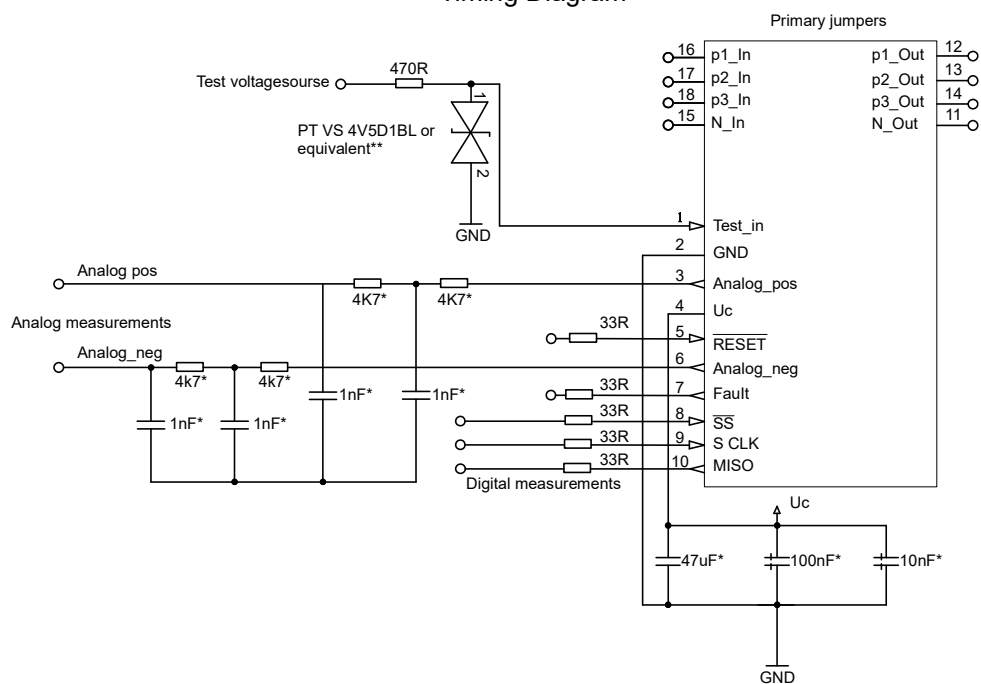 Timing Diagram
Primary jumpers
16 p1_In p1_Out 12
17 p2_In p2_Out 13
18 p3_In p3_Out 14
15 N_In N_Out 11
Test voltagesourse
470R
1
PT VS 4V5D1BL or
equivalent**
2
GND
1 Test_in
2 GND
3 Analog_pos
4 Uc
5 RESET
6 Analog_neg
7 Fault
8 SS
9 S CLK
10 MISO
Analog pos
4K7* 4K7*
Analog measurements
Analog_neg
4k7* 4k7*
1nF* 1nF*
1nF* 1nF*
33R
33R
33R
33R
33R
Digital measurements
Uc
47uF* 100nF* 10nF*
GND